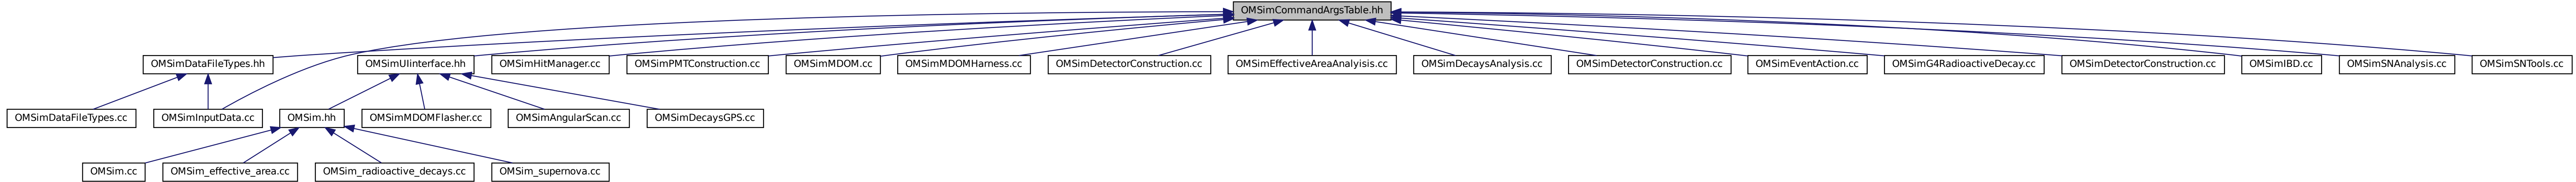 OMSimCommandArgsTable.hh
OMSimDataFileTypes.hh
OMSimUIinterface.hh
OMSimHitManager.cc
OMSimPMTConstruction.cc
OMSimMDOM.cc
OMSimMDOMHarness.cc
OMSimDetectorConstruction.cc
OMSimEffectiveAreaAnalyisis.cc
OMSimDecaysAnalysis.cc
OMSimDetectorConstruction.cc
OMSimEventAction.cc
OMSimG4RadioactiveDecay.cc
OMSimDetectorConstruction.cc
OMSimIBD.cc
OMSimSNAnalysis.cc
OMSimSNTools.cc
OMSimDataFileTypes.cc
OMSimInputData.cc
OMSim.hh
OMSimMDOMFlasher.cc
OMSimAngularScan.cc
OMSimDecaysGPS.cc
OMSim.cc
OMSim_effective_area.cc
OMSim_radioactive_decays.cc
OMSim_supernova.cc